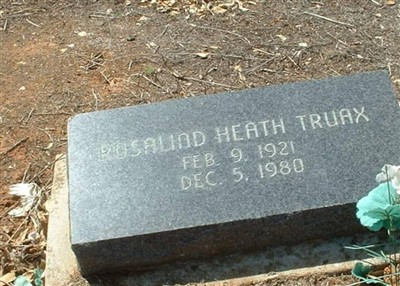 ROSALIND HEATH TRUAX
FEB. 9, 1921
DEC. 5, 1980